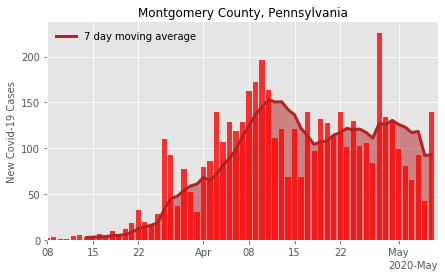 Montgomery County, Pennsylvania
7 day moving average
New Covid-19 Cases
200
150
100
50
0
08 15 22 Apr 08 15 22 May
2020-May